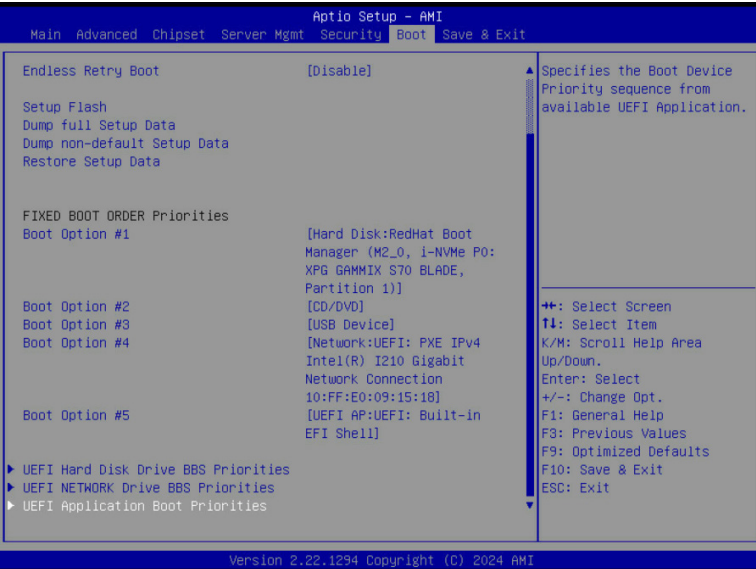 Aptio Setup – AMI
Main Advanced Chipset Server Mgmt Security Boot Save & Exit
Endless Retry Boot [Disable]
Setup Flash
Dump full Setup Data
Dump non-default Setup Data
Restore Setup Data
FIXED BOOT ORDER Priorities
Boot Option #1 [Hard Disk:RedHat Boot
Manager (M2_0, i-NVMe P0:
XPG GAMMIX S70 BLADE,
Partition 1)]
Boot Option #2 [CD/DVD]
Boot Option #3 [USB Device]
Boot Option #4 [Network:UEFI: PXE IPv4
Intel(R) I210 Gigabit
Network Connection
10:FF:E0:09:15:18]
Boot Option #5 [UEFI AP:UEFI: Built-in
EFI Shell]
UEFI Hard Disk Drive BBS Priorities
UEFI NETWORK Drive BBS Priorities
UEFI Application Boot Priorities
Specifies the Boot Device
Priority sequence from
available UEFI Application.
→←: Select Screen
↑↓: Select Item
K/M: Scroll Help Area
Up/Down.
Enter: Select
+/-: Change Opt.
F1: General Help
F3: Previous Values
F9: Optimized Defaults
F10: Save & Exit
ESC: Exit
Version 2.22.1294 Copyright (C) 2024 AMI